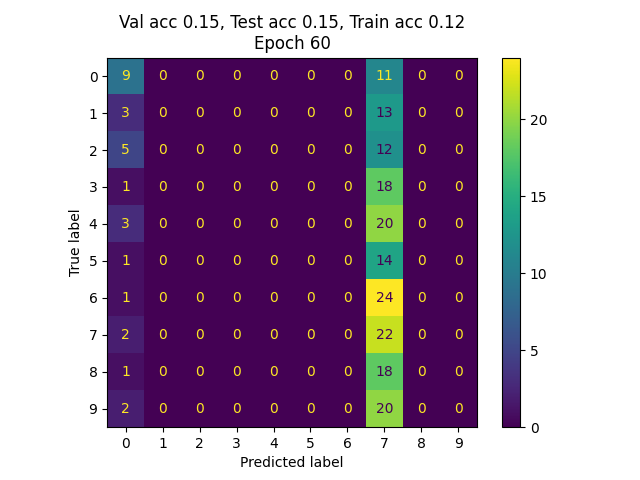 Val acc 0.15, Test acc 0.15, Train acc 0.12
Epoch 60
0 9 0 0 0 0 0 0 11 0 0
1 3 0 0 0 0 0 0 13 0 0
2 5 0 0 0 0 0 0 12 0 0
3 1 0 0 0 0 0 0 18 0 0
4 3 0 0 0 0 0 0 20 0 0
5 1 0 0 0 0 0 0 14 0 0
6 1 0 0 0 0 0 0 24 0 0
7 2 0 0 0 0 0 0 22 0 0
8 1 0 0 0 0 0 0 18 0 0
9 2 0 0 0 0 0 0 20 0 0
0 1 2 3 4 5 6 7 8 9
Predicted label
True label
20
15
10
5
0